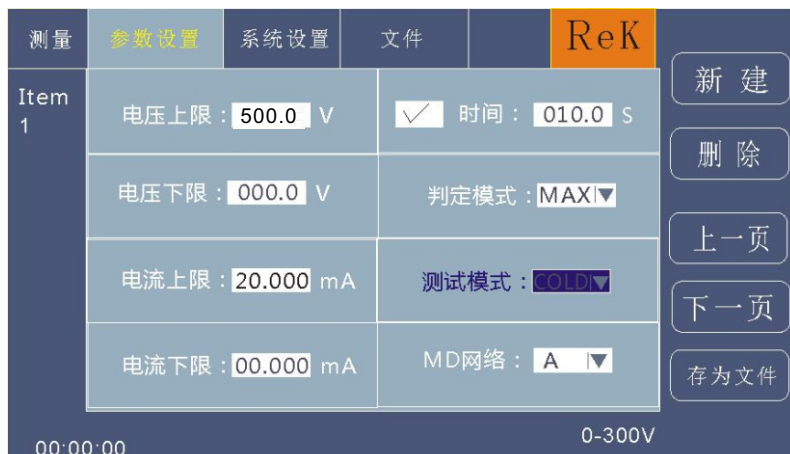 测量 参数设置 系统设置 文件 ReK
Item
1
电压上限：500.0 V
时间：010.0 S
电压下限：000.0 V
判定模式：MAX
电流上限：20.000 mA
测试模式：COLD
电流下限：00.000 mA
MD网络：A
新建
删除
上一页
下一页
存为文件
00:00:00
0-300V